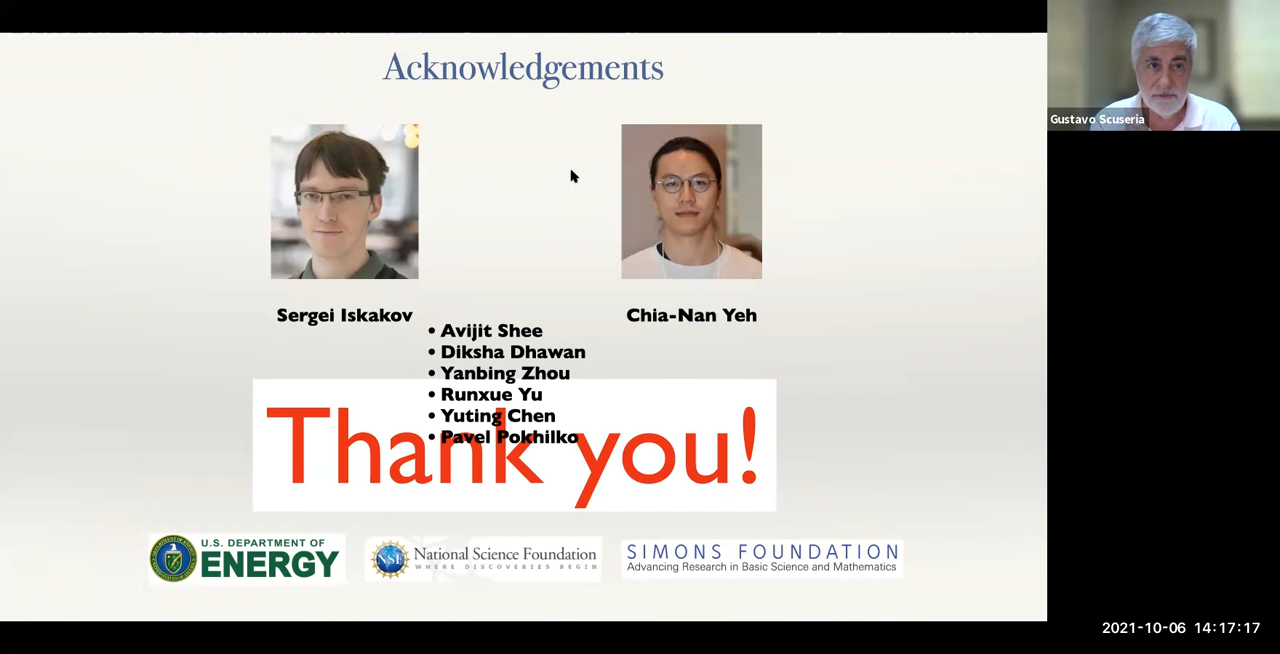 Acknowledgements
Gustavo Scuseria
Sergei Iskakov
Chia-Nan Yeh
• Avijit Shee
• Diksha Dhawan
• Yanbing Zhou
• Runxue Yu
• Yuting Chen
• Pavel Pokhilko
Thank you!
U.S. DEPARTMENT OF
ENERGY
NSF
National Science Foundation
WHERE DISCOVERIES BEGIN
SIMONS FOUNDATION
Advancing Research in Basic Science and Mathematics
2021-10-06 14:17:17